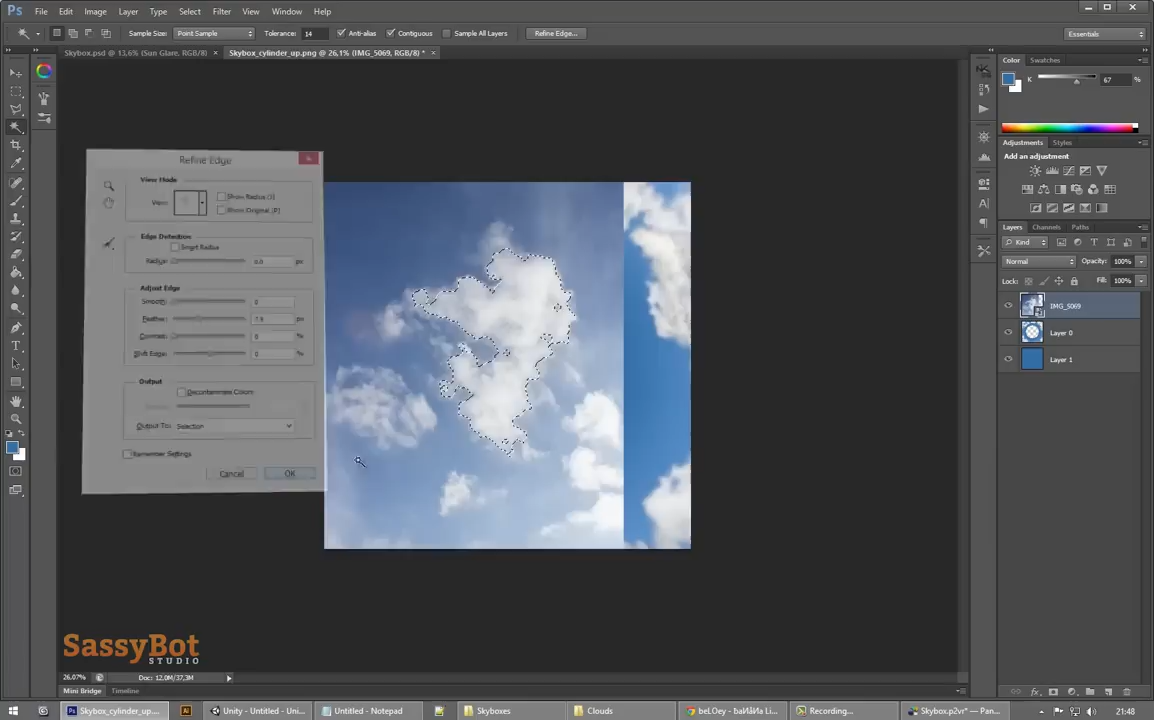 Ps File Edit Image Layer Type Select Filter View Window Help
Sample Size: Point Sample Tolerance: 14 Anti-alias Contiguous Sample All Layers Refine Edge... Essentials
Skybox.psd @ 13,6% (Sun Glare, RGB/8) × Skybox_cylinder_up.png @ 26,1% (IMG_5069, RGB/8) * ×
Color Swatches
K 67 %
Adjustments Styles
Add an adjustment
Layers Channels Paths
Kind
Normal Opacity: 100%
Lock: Fill: 100%
IMG_5069
Layer 0
Layer 1
Refine Edge
View Mode
View:
Show Radius (J)
Show Original (P)
Edge Detection
Smart Radius
Radius: 0,0 px
Adjust Edge
Smooth: 0
Feather: px
Contrast: 0 %
Shift Edge: 0 %
Output
Decontaminate Colors
Output To: Selection
Remember Settings
Cancel OK
SassyBot
STUDIO
26.07% Doc: 12,0M/37,3M
Mini Bridge Timeline
Skybox_cylinder_up.... Unity - Untitled - Uni... Untitled - Notepad Skyboxes Clouds Recording... Skybox.p2vr* — Pan... 21:48